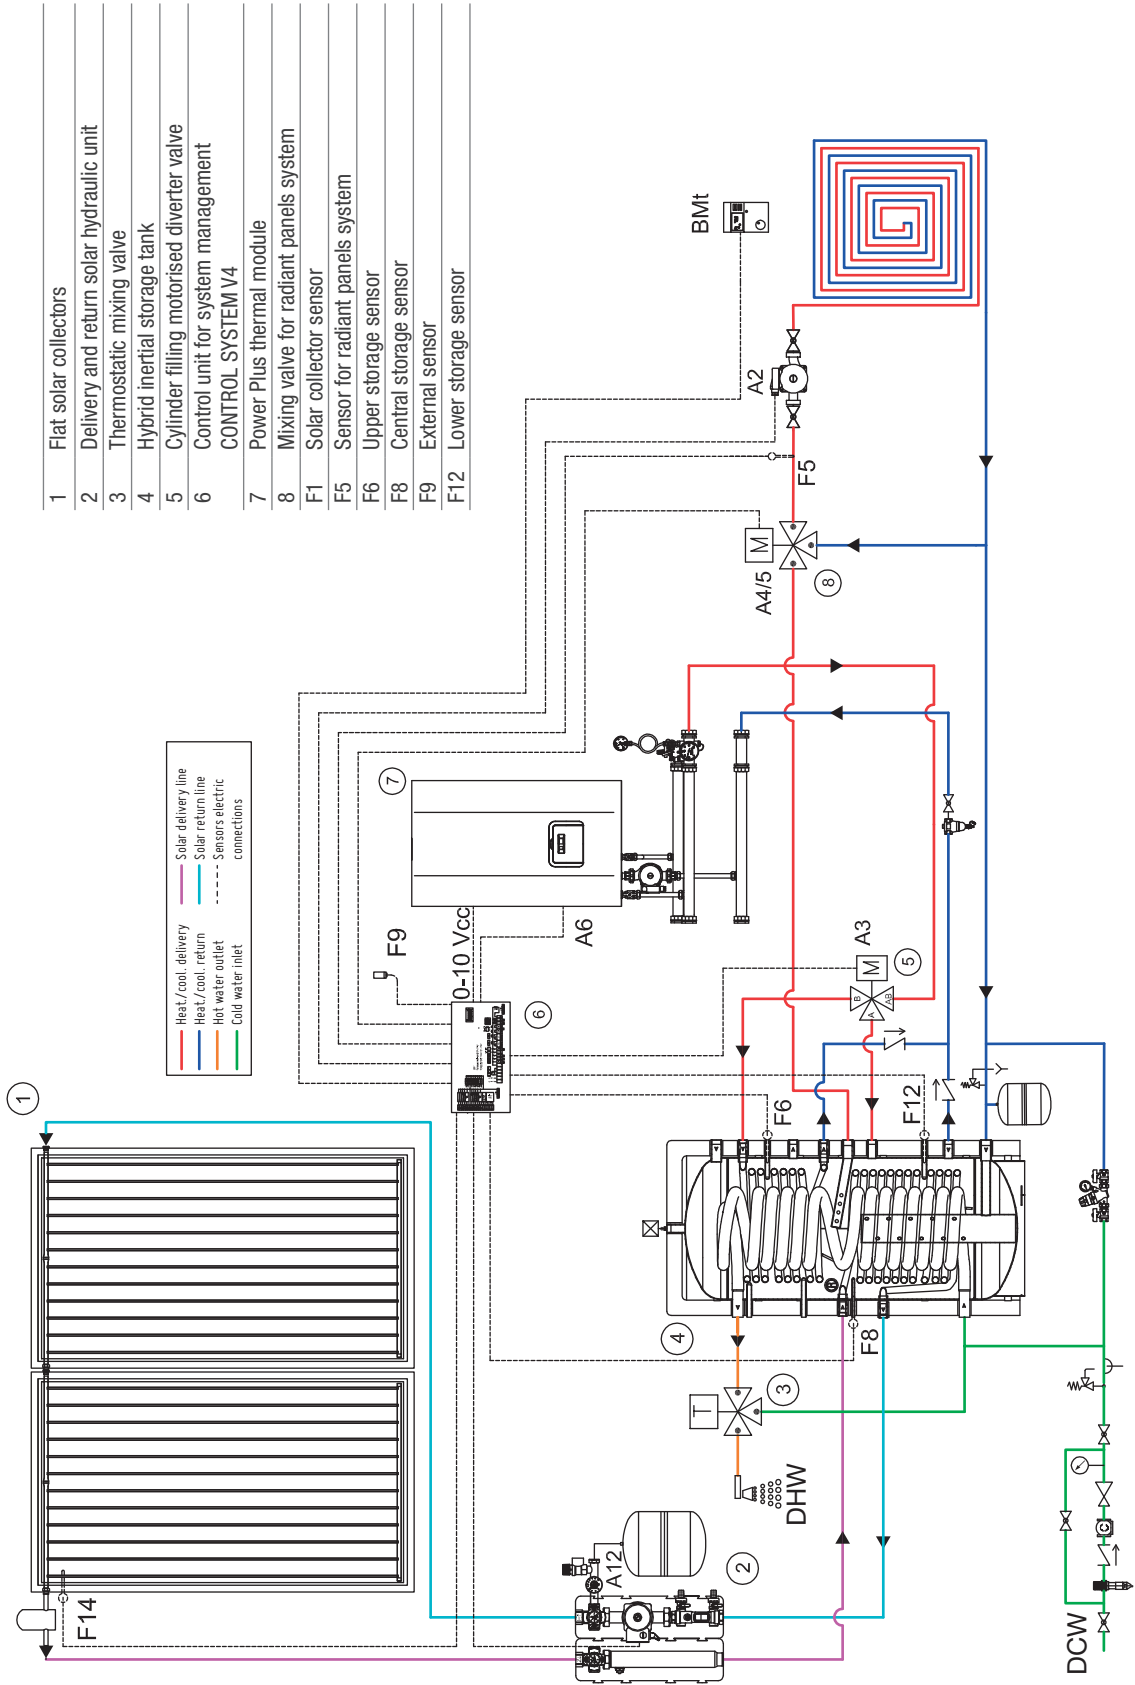 1 Flat solar collectors
2 Delivery and return solar hydraulic unit
3 Thermostatic mixing valve
4 Hybrid inertial storage tank
5 Cylinder filling motorised diverter valve
6 Control unit for system management
CONTROL SYSTEM V4
7 Power Plus thermal module
8 Mixing valve for radiant panels system
F1 Solar collector sensor
F5 Sensor for radiant panels system
F6 Upper storage sensor
F8 Central storage sensor
F9 External sensor
F12 Lower storage sensor
Heat./cool. delivery
Heat./cool. return
Hot water outlet
Cold water inlet
Solar delivery line
Solar return line
Sensors electric
connections
1
F14
A12
2
DHW
T
3
4
F8
F6
F12
6
0-10 Vcc
F9
A6
7
B
A
AB
M
A3
5
A4/5
M
8
F5
A2
BMt
DCW
C